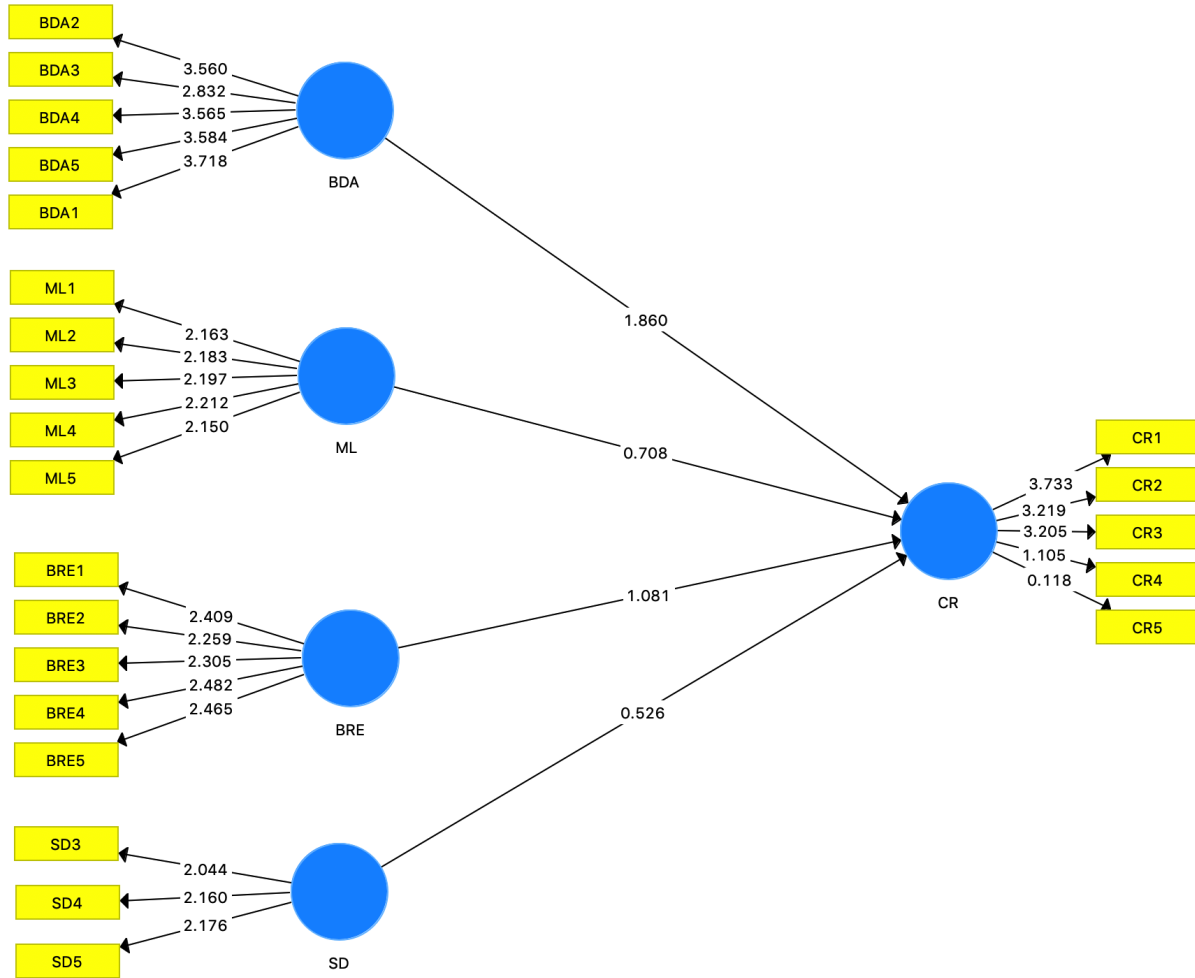 BDA2
BDA3
BDA4
BDA5
BDA1
3.560
2.832
3.565
3.584
3.718
BDA
ML1
ML2
ML3
ML4
ML5
2.163
2.183
2.197
2.212
2.150
ML
BRE1
BRE2
BRE3
BRE4
BRE5
2.409
2.259
2.305
2.482
2.465
BRE
SD3
SD4
SD5
2.044
2.160
2.176
SD
1.860
0.708
1.081
0.526
CR
3.733
3.219
3.205
1.105
0.118
CR1
CR2
CR3
CR4
CR5